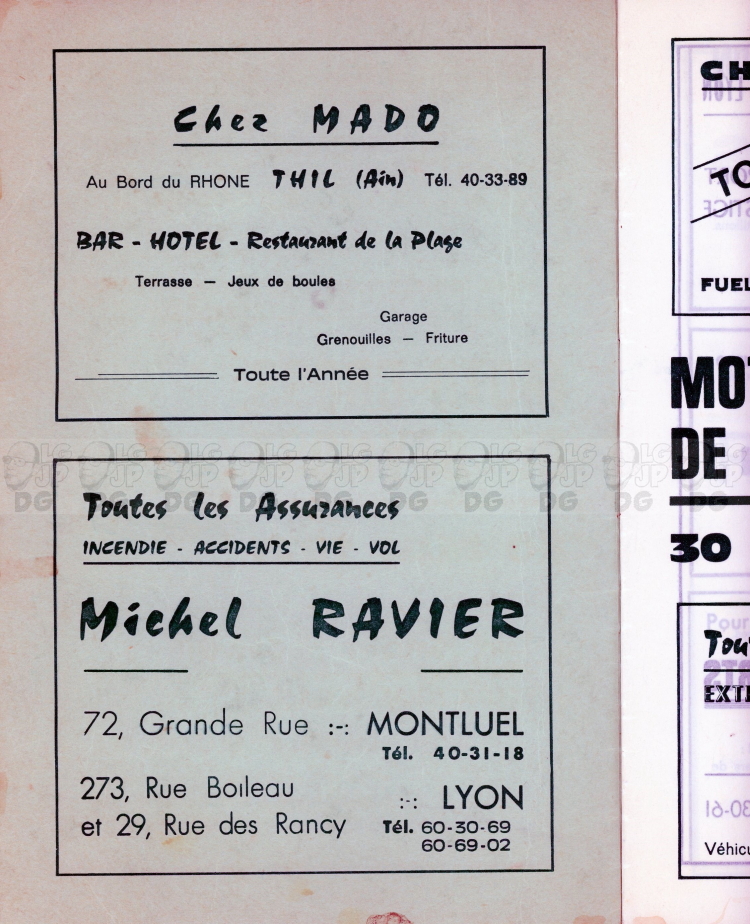 Chez MADO
Au Bord du RHONE THIL (Ain) Tél. 40-33-89
BAR - HOTEL - Restaurant de la Plage
Terrasse — Jeux de boules
Garage
Grenouilles — Friture
Toute l'Année
Toutes les Assurances
INCENDIE - ACCIDENTS - VIE - VOL
Michel RAVIER
72, Grande Rue :-: MONTLUEL
Tél. 40-31-18
273, Rue Boileau
et 29, Rue des Rancy :-: LYON
Tél. 60-30-69
60-69-02
CH
TO
FUEL
MOT
DE
30
Tou
EXT
Véhicu